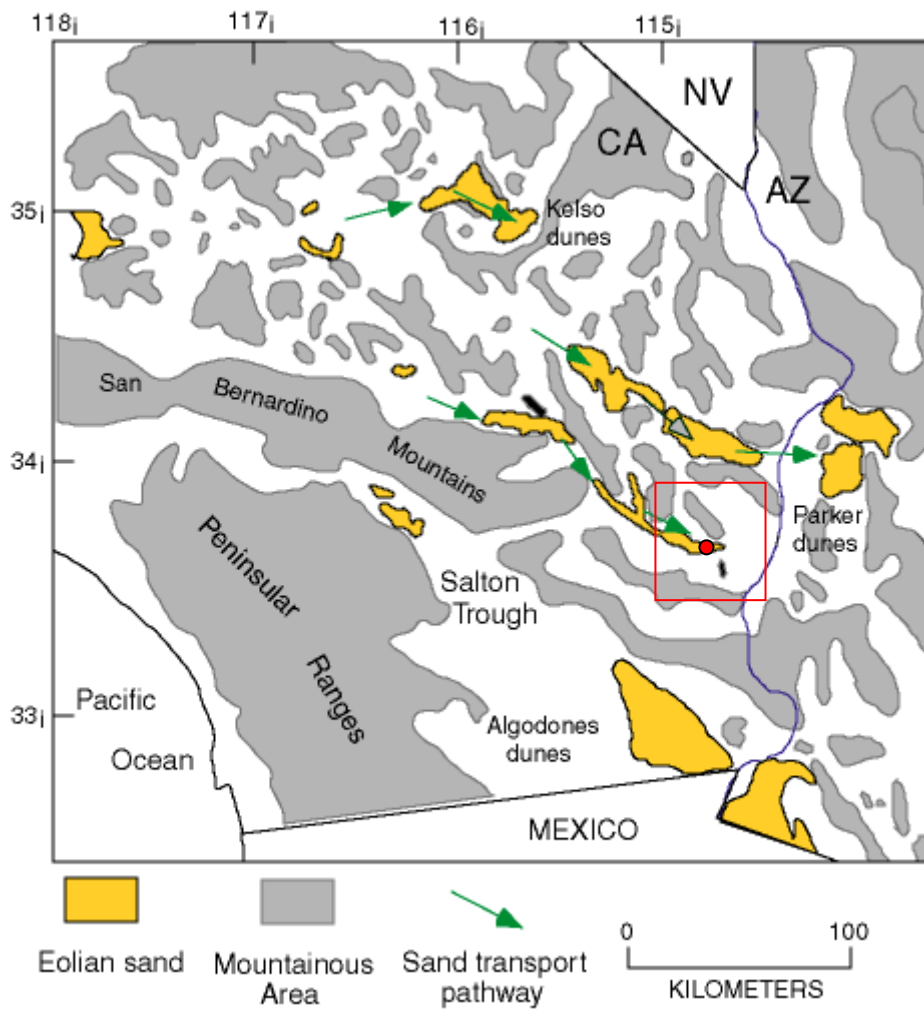 118¡
116¡
115¡
117¡
NV
CA
AZ
35¡
Kelso
dunes
San
Bernardino
Mountains
34¡
Parker
dunes
Peninsular
Ranges
Salton
Trough
33¡
Pacific
Ocean
Algodones
dunes
MEXICO
Eolian sand
Mountainous
Area
Sand transport
pathway
0
100
KILOMETERS